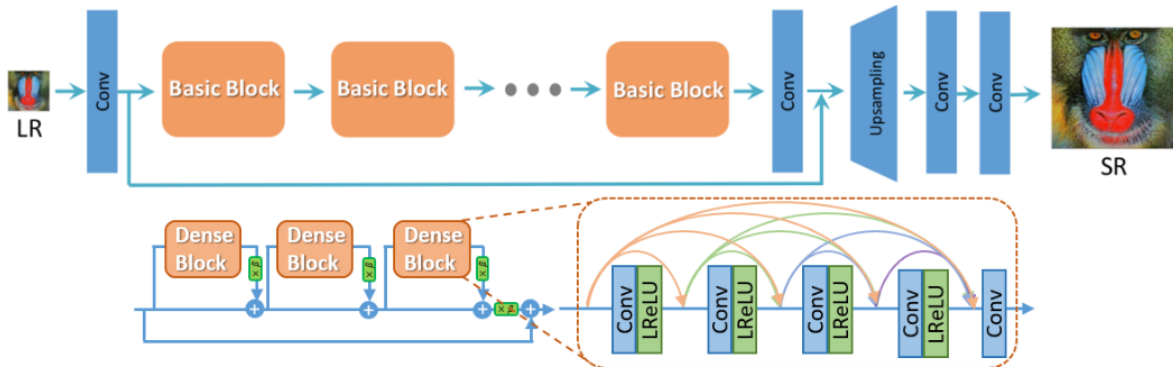 LR
Conv
Basic Block
Basic Block
Basic Block
Conv
Upsampling
Conv
Conv
SR
Dense
Block
×β
Dense
Block
×β
Dense
Block
×β
×β
Conv
LReLU
Conv
LReLU
Conv
LReLU
Conv
LReLU
Conv